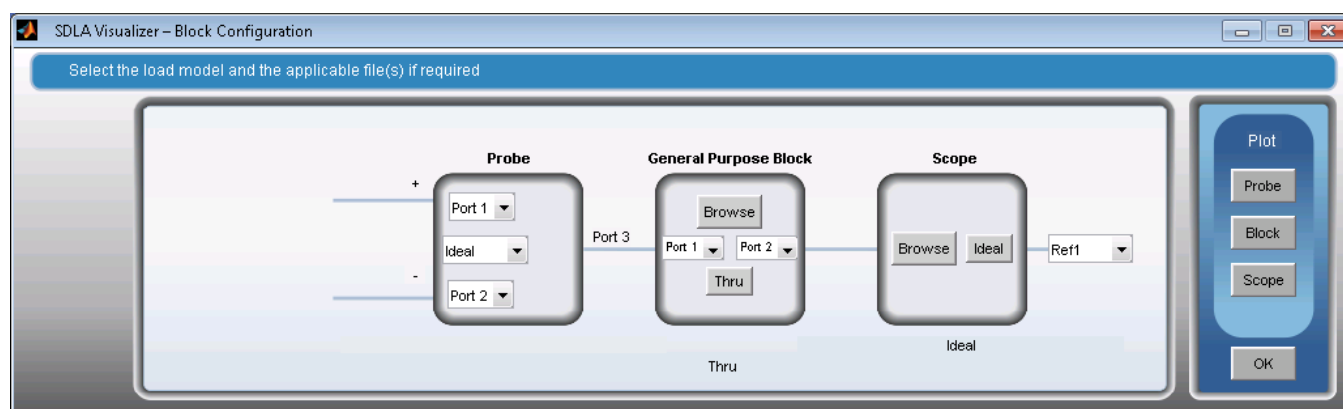 SDLA Visualizer – Block Configuration
Select the load model and the applicable file(s) if required
Probe
General Purpose Block
Scope
+
Port 1
Ideal
-
Port 2
Port 3
Browse
Port 1
Port 2
Thru
Thru
Browse
Ideal
Ideal
Ref1
Plot
Probe
Block
Scope
OK